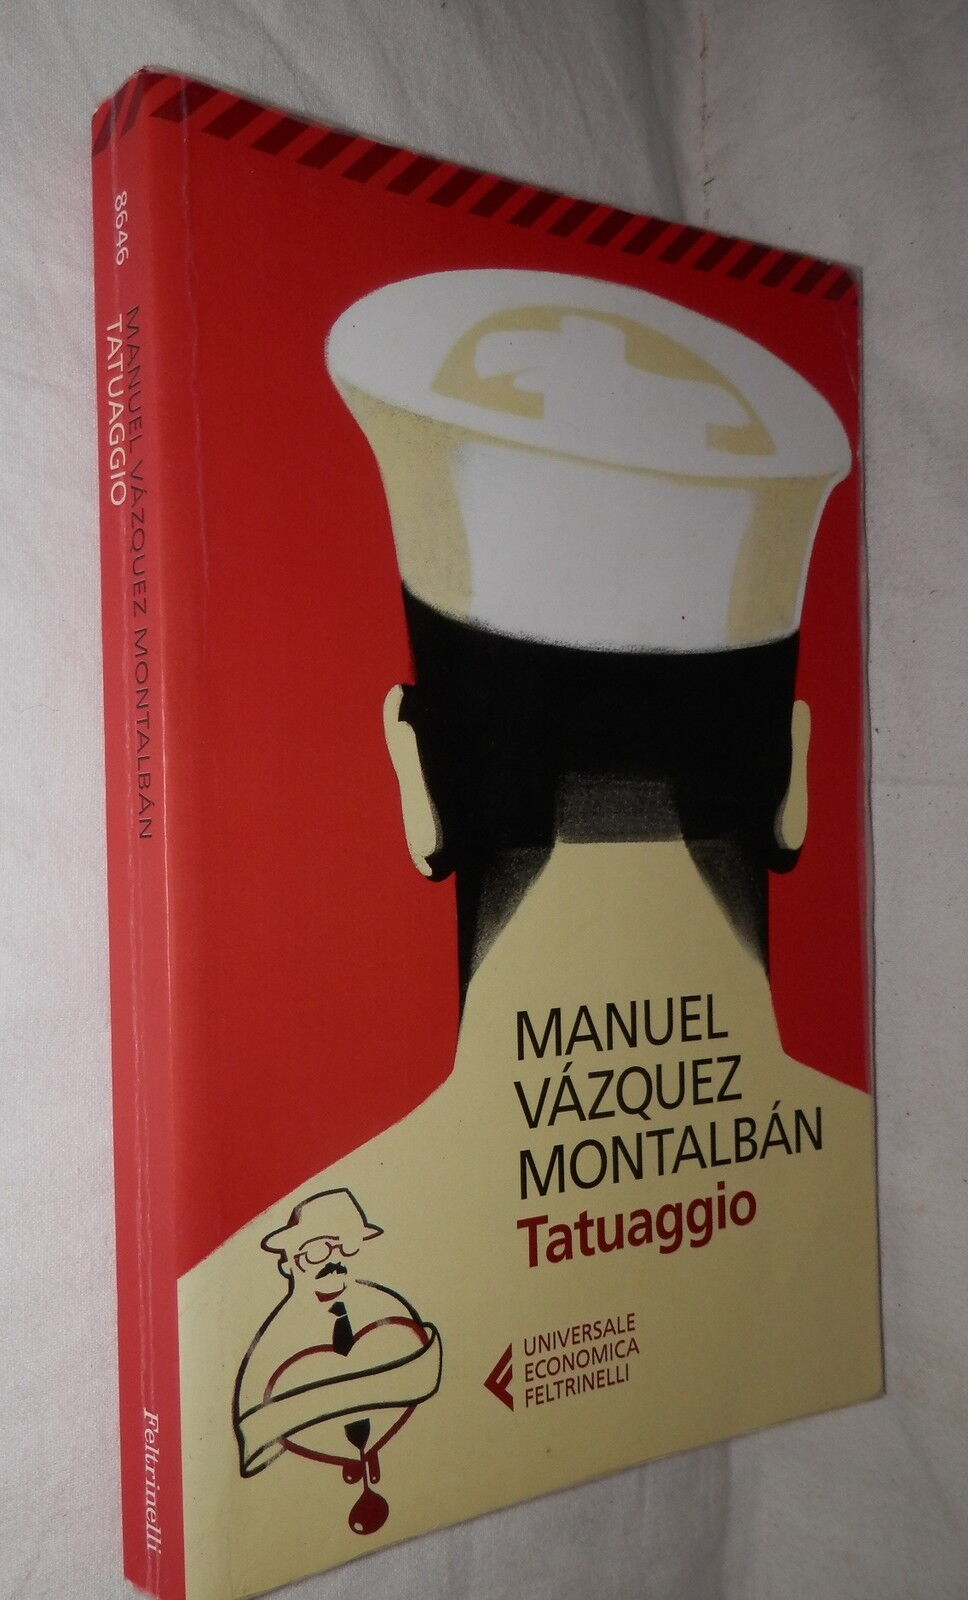 8646
MANUEL VÁZQUEZ MONTALBÁN
TATUAGGIO
Feltrinelli
MANUEL
VÁZQUEZ
MONTALBÁN
Tatuaggio
UNIVERSALE
ECONOMICA
FELTRINELLI